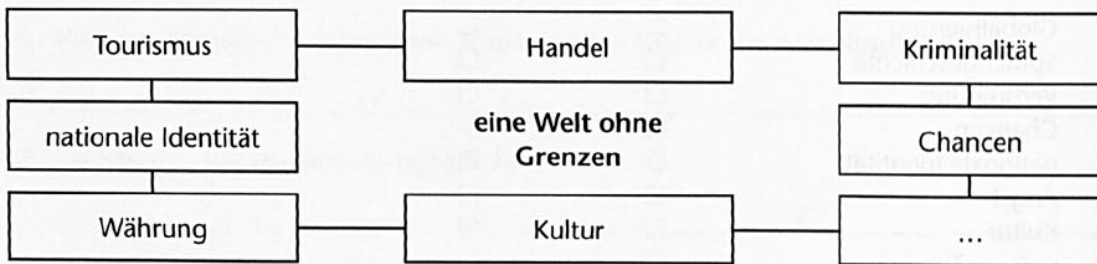 Tourismus
Handel
Kriminalität
nationale Identität
eine Welt ohne
Grenzen
Chancen
Währung
Kultur
...